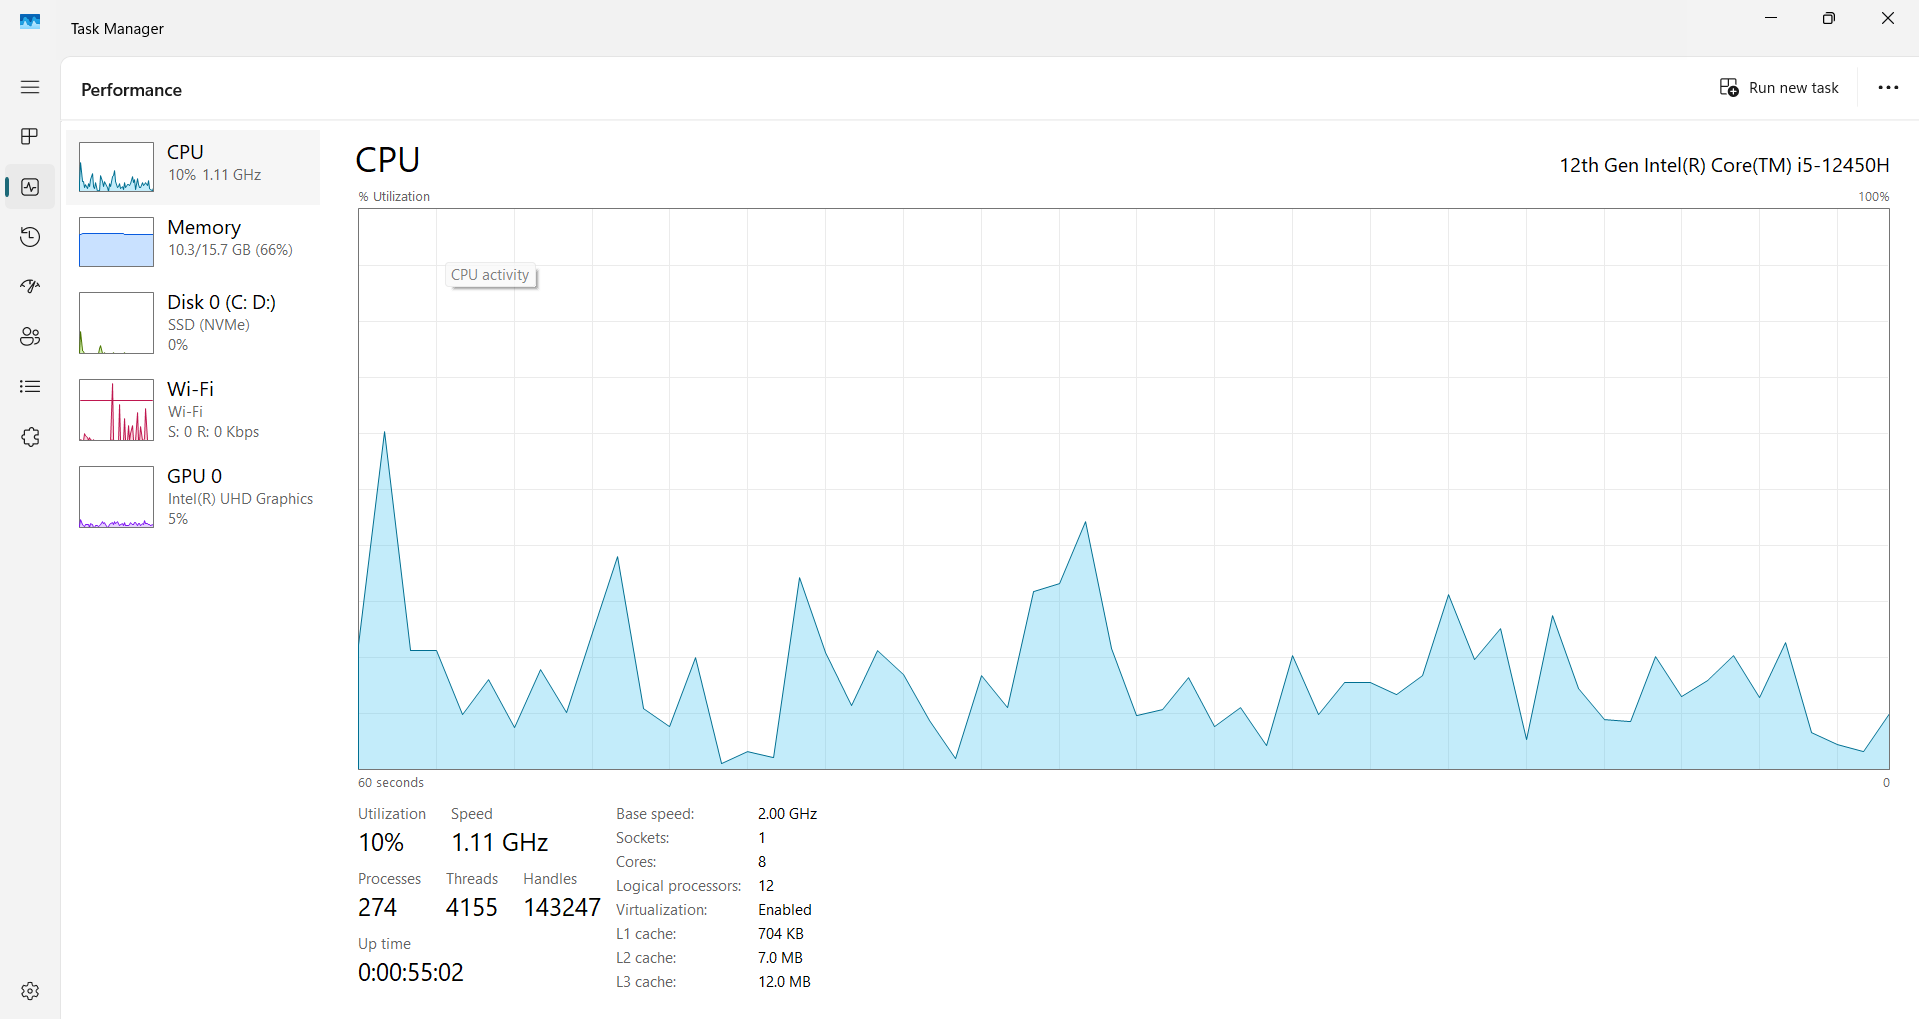 Task Manager
Performance
Run new task
CPU
10% 1.11 GHz
Memory
10.3/15.7 GB (66%)
Disk 0 (C: D:)
SSD (NVMe)
0%
Wi-Fi
Wi-Fi
S: 0 R: 0 Kbps
GPU 0
Intel(R) UHD Graphics
5%
CPU
12th Gen Intel(R) Core(TM) i5-12450H
% Utilization
100%
CPU activity
60 seconds
0
Utilization
10%
Speed
1.11 GHz
Processes
274
Threads
4155
Handles
143247
Up time
0:00:55:02
Base speed: 2.00 GHz
Sockets: 1
Cores: 8
Logical processors: 12
Virtualization: Enabled
L1 cache: 704 KB
L2 cache: 7.0 MB
L3 cache: 12.0 MB